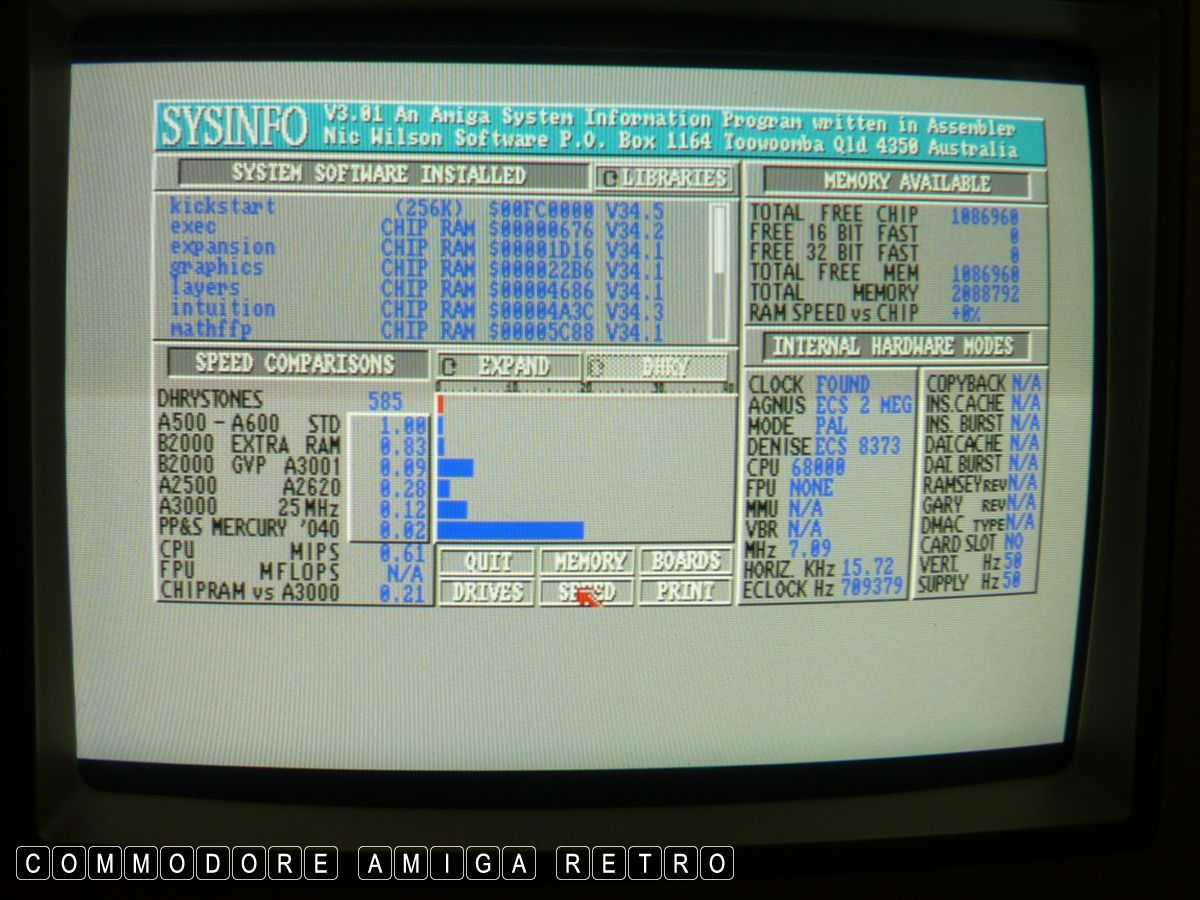 SYSINFO
V3.01 An Amiga System Information Program written in Assembler
Nic Wilson Software P.O. Box 1164 Toowoomba Qld 4350 Australia
SYSTEM SOFTWARE INSTALLED
LIBRARIES
kickstart (256K) $00FC0000 V34.5
exec CHIP RAM $00000676 V34.2
expansion CHIP RAM $00001D16 V34.1
graphics CHIP RAM $000022B6 V34.1
layers CHIP RAM $00004686 V34.1
intuition CHIP RAM $00004A3C V34.3
mathffp CHIP RAM $00005C88 V34.1
MEMORY AVAILABLE
TOTAL FREE CHIP 1086960
FREE 16 BIT FAST 0
FREE 32 BIT FAST 0
TOTAL FREE MEM 1086960
TOTAL MEMORY 2088792
RAM SPEED vs CHIP +0%
SPEED COMPARISONS
EXPAND
DHRY
10 20 30 40
DHRYSTONES 585
A500 - A600 STD 1.00
B2000 EXTRA RAM 0.83
B2000 GVP A3001 0.09
A2500 A2620 0.28
A3000 25MHz 0.12
PP&S MERCURY '040 0.02
CPU MIPS 0.61
FPU MFLOPS N/A
CHIPRAM vs A3000 0.21
QUIT MEMORY BOARDS
DRIVES SPEED PRINT
INTERNAL HARDWARE MODES
CLOCK FOUND
AGNUS ECS 2 MEG
MODE PAL
DENISE ECS 8373
CPU 68000
FPU NONE
MMU N/A
VBR N/A
MHz 7.09
HORIZ KHz 15.72
ECLOCK Hz 709379
COPYBACK N/A
INS.CACHE N/A
INS. BURST N/A
DAT.CACHE N/A
DAT. BURST N/A
RAMSEY REV N/A
GARY REV N/A
DMAC TYPE N/A
CARD SLOT NO
VERT. Hz 50
SUPPLY Hz 50
COMMODORE AMIGA RETRO